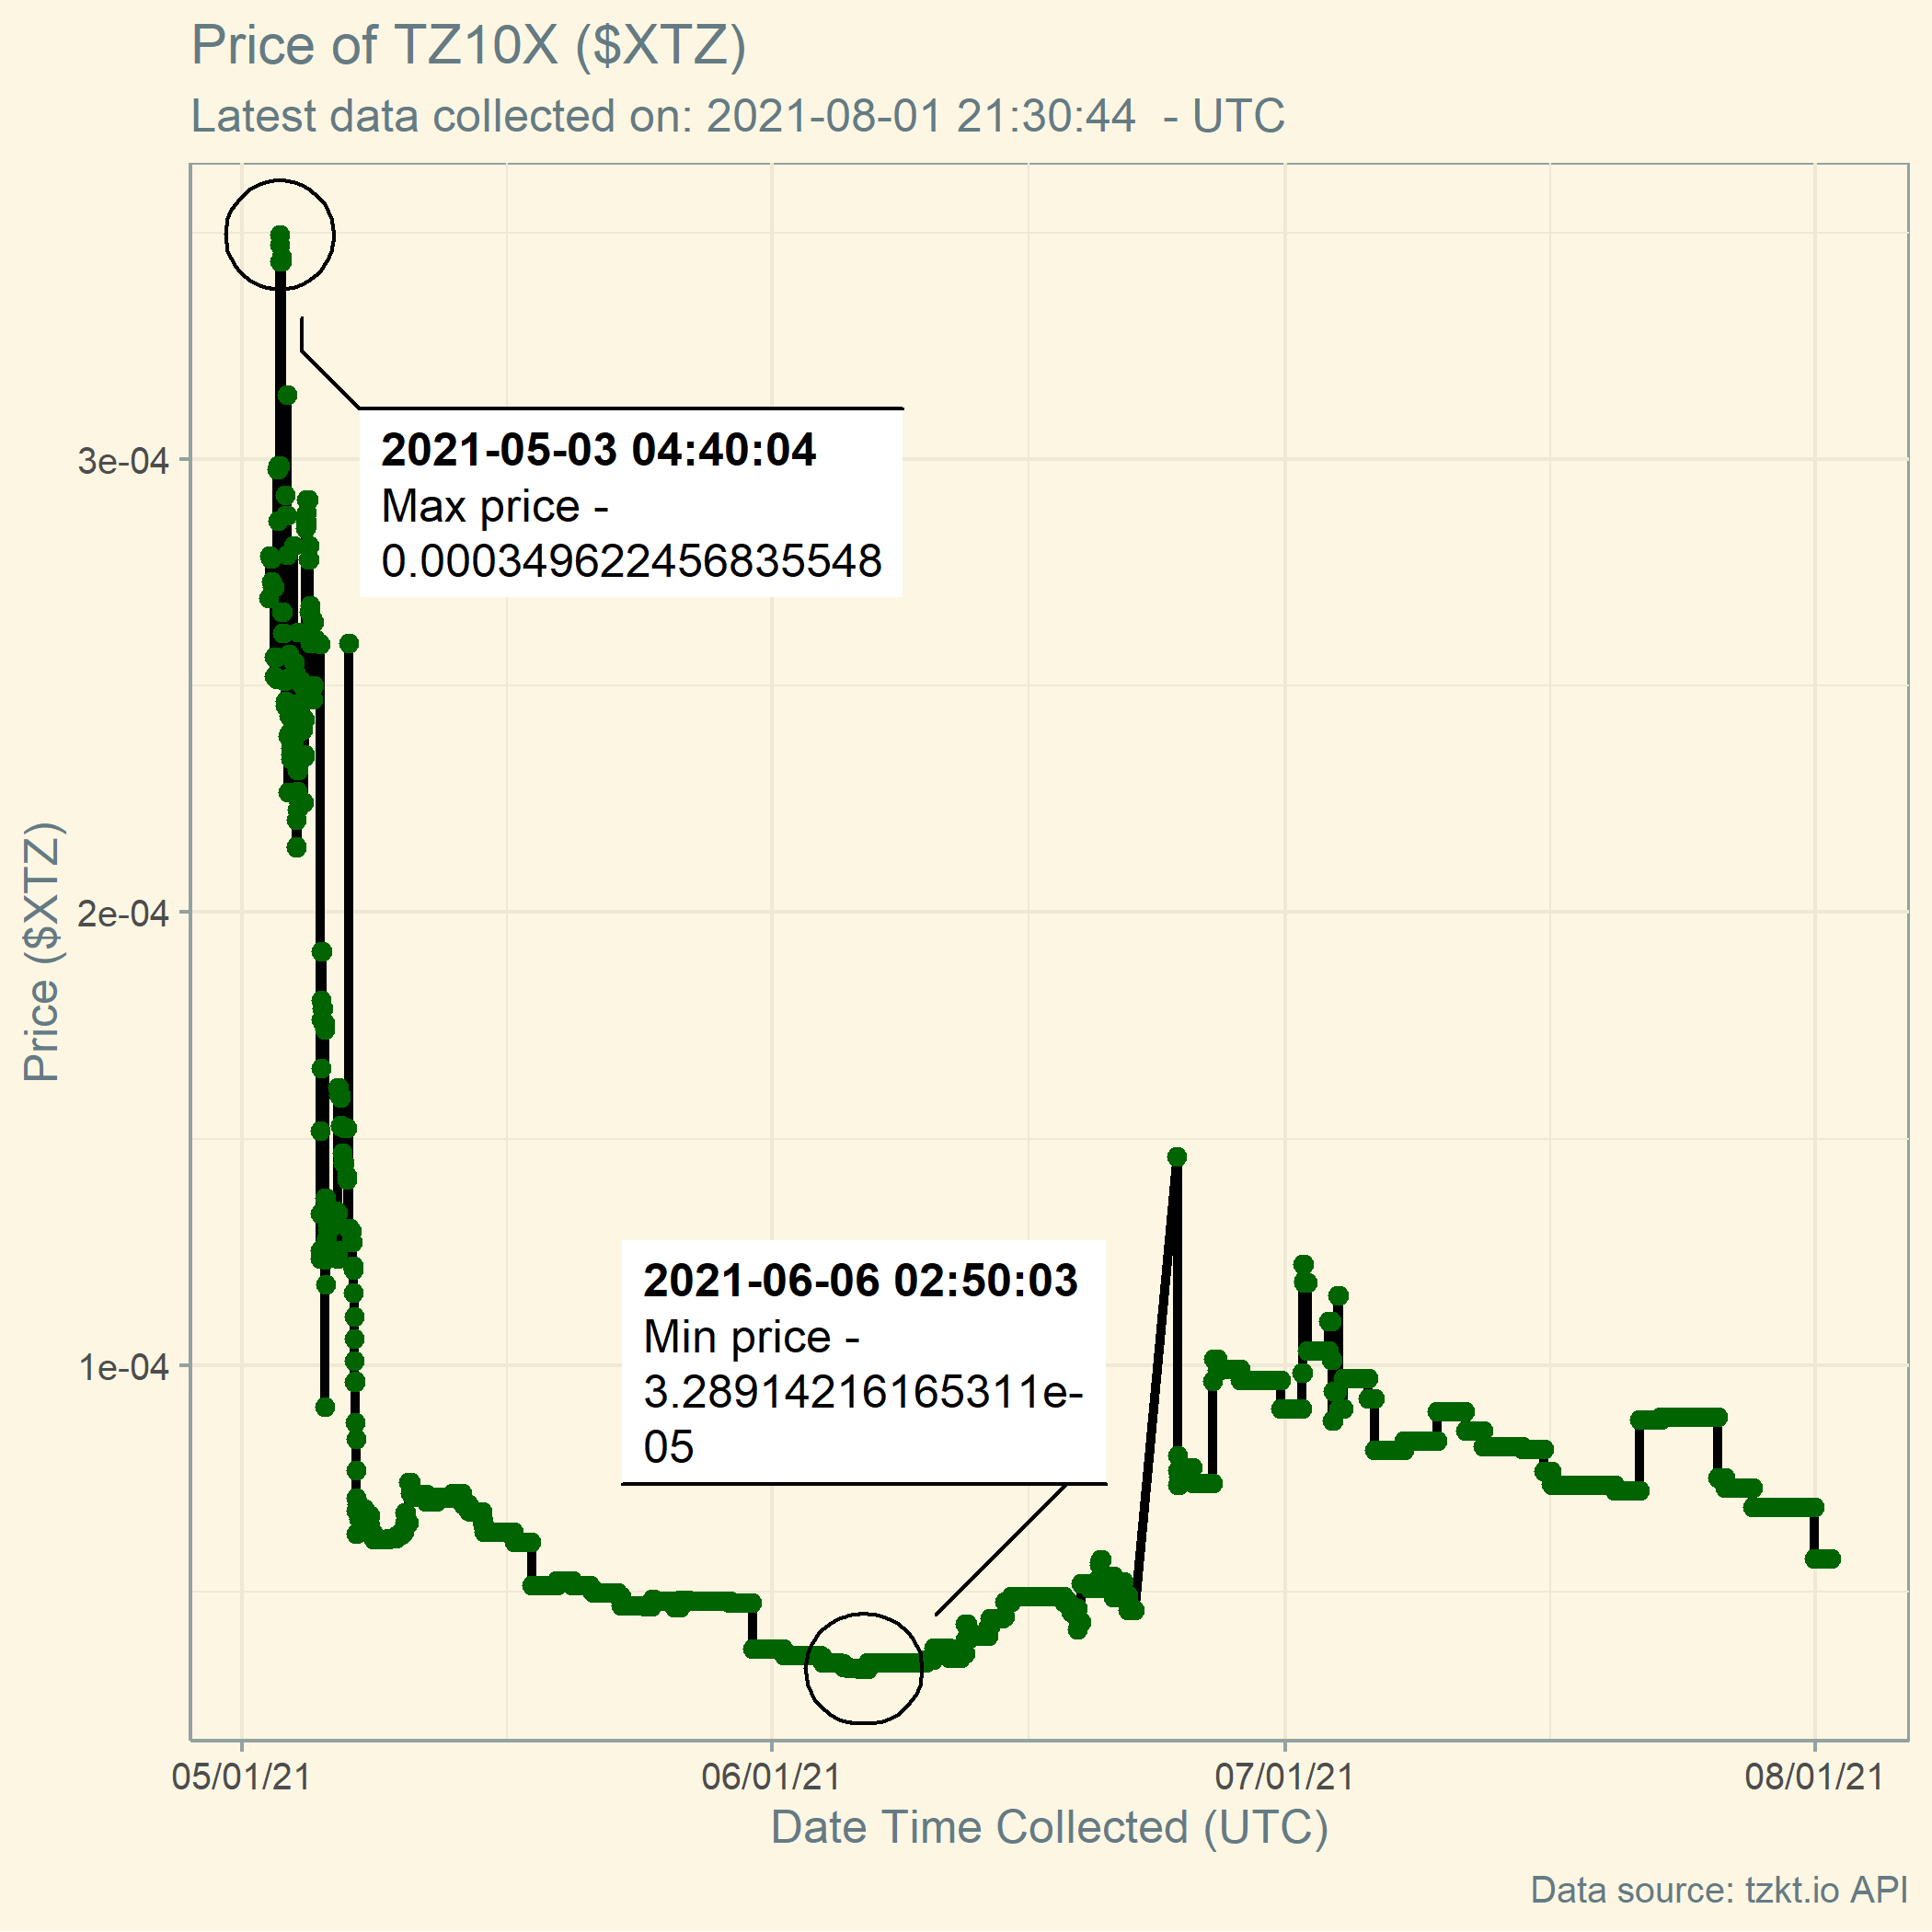 Price of TZ10X ($XTZ)
Latest data collected on: 2021-08-01 21:30:44  - UTC
2021-05-03 04:40:04
Max price -
0.000349622456835548
3e-04
2e-04
1e-04
Price ($XTZ)
2021-06-06 02:50:03
Min price -
3.28914216165311e-
05
05/01/21
06/01/21
07/01/21
08/01/21
Date Time Collected (UTC)
Data source: tzkt.io API